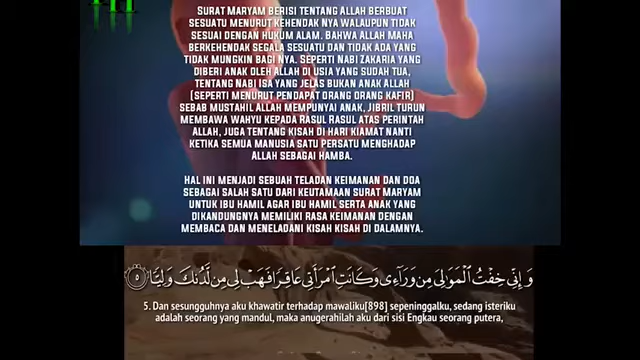 SURAT MARYAM BERISI TENTANG ALLAH BERBUAT
SESUATU MENURUT KEHENDAK NYA WALAUPUN TIDAK
SESUAI DENGAN HUKUM ALAM. BAHWA ALLAH MAHA
BERKEHENDAK SEGALA SESUATU DAN TIDAK ADA YANG
TIDAK MUNGKIN BAGI NYA. SEPERTI NABI ZAKARIA YANG
DIBERI ANAK OLEH ALLAH DI USIA YANG SUDAH TUA,
TENTANG NABI ISA YANG JELAS BUKAN ANAK ALLAH
(SEPERTI MENURUT PENDAPAT ORANG ORANG KAFIR)
SEBAB MUSTAHIL ALLAH MEMPUNYAI ANAK, JIBRIL TURUN
MEMBAWA WAHYU KEPADA RASUL RASUL ATAS PERINTAH
ALLAH, JUGA TENTANG KISAH DI HARI KIAMAT NANTI
KETIKA SEMUA MANUSIA SATU PERSATU MENGHADAP
ALLAH SEBAGAI HAMBA.
HAL INI MENJADI SEBUAH TELADAN KEIMANAN DAN DOA
SEBAGAI SALAH SATU DARI KEUTAMAAN SURAT MARYAM
UNTUK IBU HAMIL AGAR IBU HAMIL SERTA ANAK YANG
DIKANDUNGNYA MEMILIKI RASA KEIMANAN DENGAN
MEMBACA DAN MENELADANI KISAH KISAH DI DALAMNYA.
وَإِنِّي خِفْتُ الْمَوَالِيَ مِن وَرَاءِي وَكَانَتِ امْرَأَتِي عَاقِرًا فَهَبْ لِي مِن لَّدُنكَ وَلِيًّا ٥
5. Dan sesungguhnya aku khawatir terhadap mawaliku[898] sepeninggalku, sedang isteriku
adalah seorang yang mandul, maka anugerahilah aku dari sisi Engkau seorang putera,